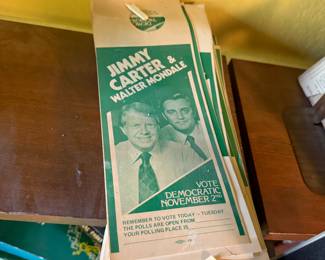 JIMMY
CARTER &
WALTER MONDALE
VOTE
DEMOCRATIC
NOVEMBER 2ND
REMEMBER TO VOTE TODAY - TUESDAY
THE POLLS ARE OPEN FROM
YOUR POLLING PLACE IS